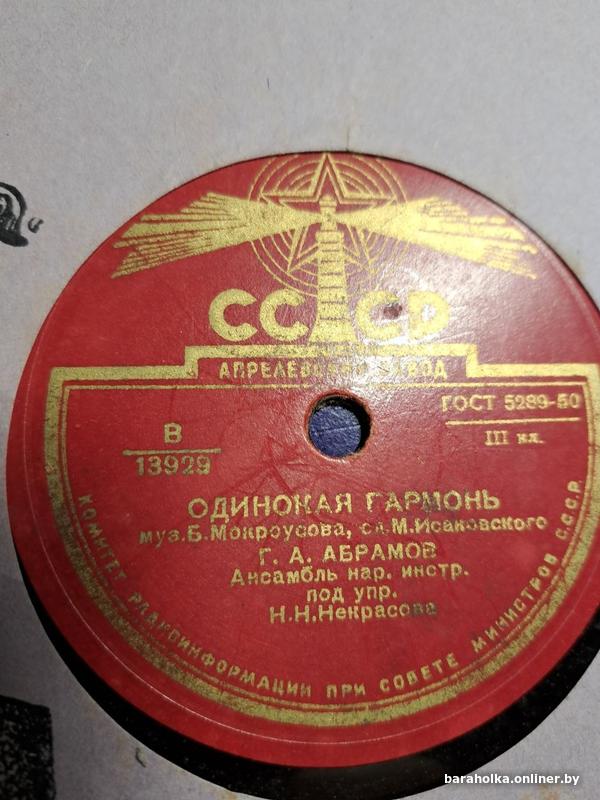 СССР
АПРЕЛЕВСКИЙ ЗАВОД
ГОСТ 5289-50
III кл.
В
13929
ОДИНОКАЯ ГАРМОНЬ
муз.Б.Мокроусова, сл.М.Исаковского
Г. А. АБРАМОВ
Ансамбль нар. инстр.
под упр.
Н.Н.Некрасова
КОМИТЕТ РАДИОИНФОРМАЦИИ ПРИ СОВЕТЕ МИНИСТРОВ СССР
baraholka.onliner.by